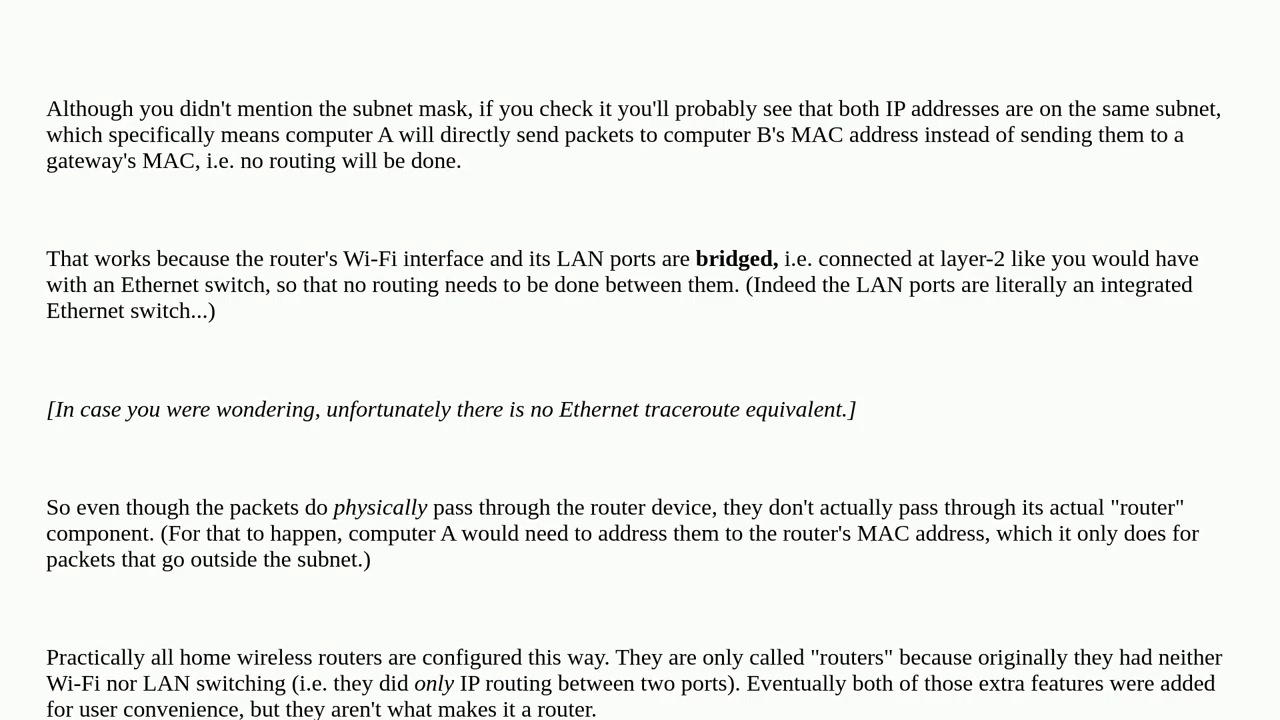 Although you didn't mention the subnet mask, if you check it you'll probably see that both IP addresses are on the same subnet,
which specifically means computer A will directly send packets to computer B's MAC address instead of sending them to a
gateway's MAC, i.e. no routing will be done.
That works because the router's Wi-Fi interface and its LAN ports are bridged, i.e. connected at layer-2 like you would have
with an Ethernet switch, so that no routing needs to be done between them. (Indeed the LAN ports are literally an integrated
Ethernet switch...)
[In case you were wondering, unfortunately there is no Ethernet traceroute equivalent.]
So even though the packets do physically pass through the router device, they don't actually pass through its actual "router"
component. (For that to happen, computer A would need to address them to the router's MAC address, which it only does for
packets that go outside the subnet.)
Practically all home wireless routers are configured this way. They are only called "routers" because originally they had neither
Wi-Fi nor LAN switching (i.e. they did only IP routing between two ports). Eventually both of those extra features were added
for user convenience, but they aren't what makes it a router.